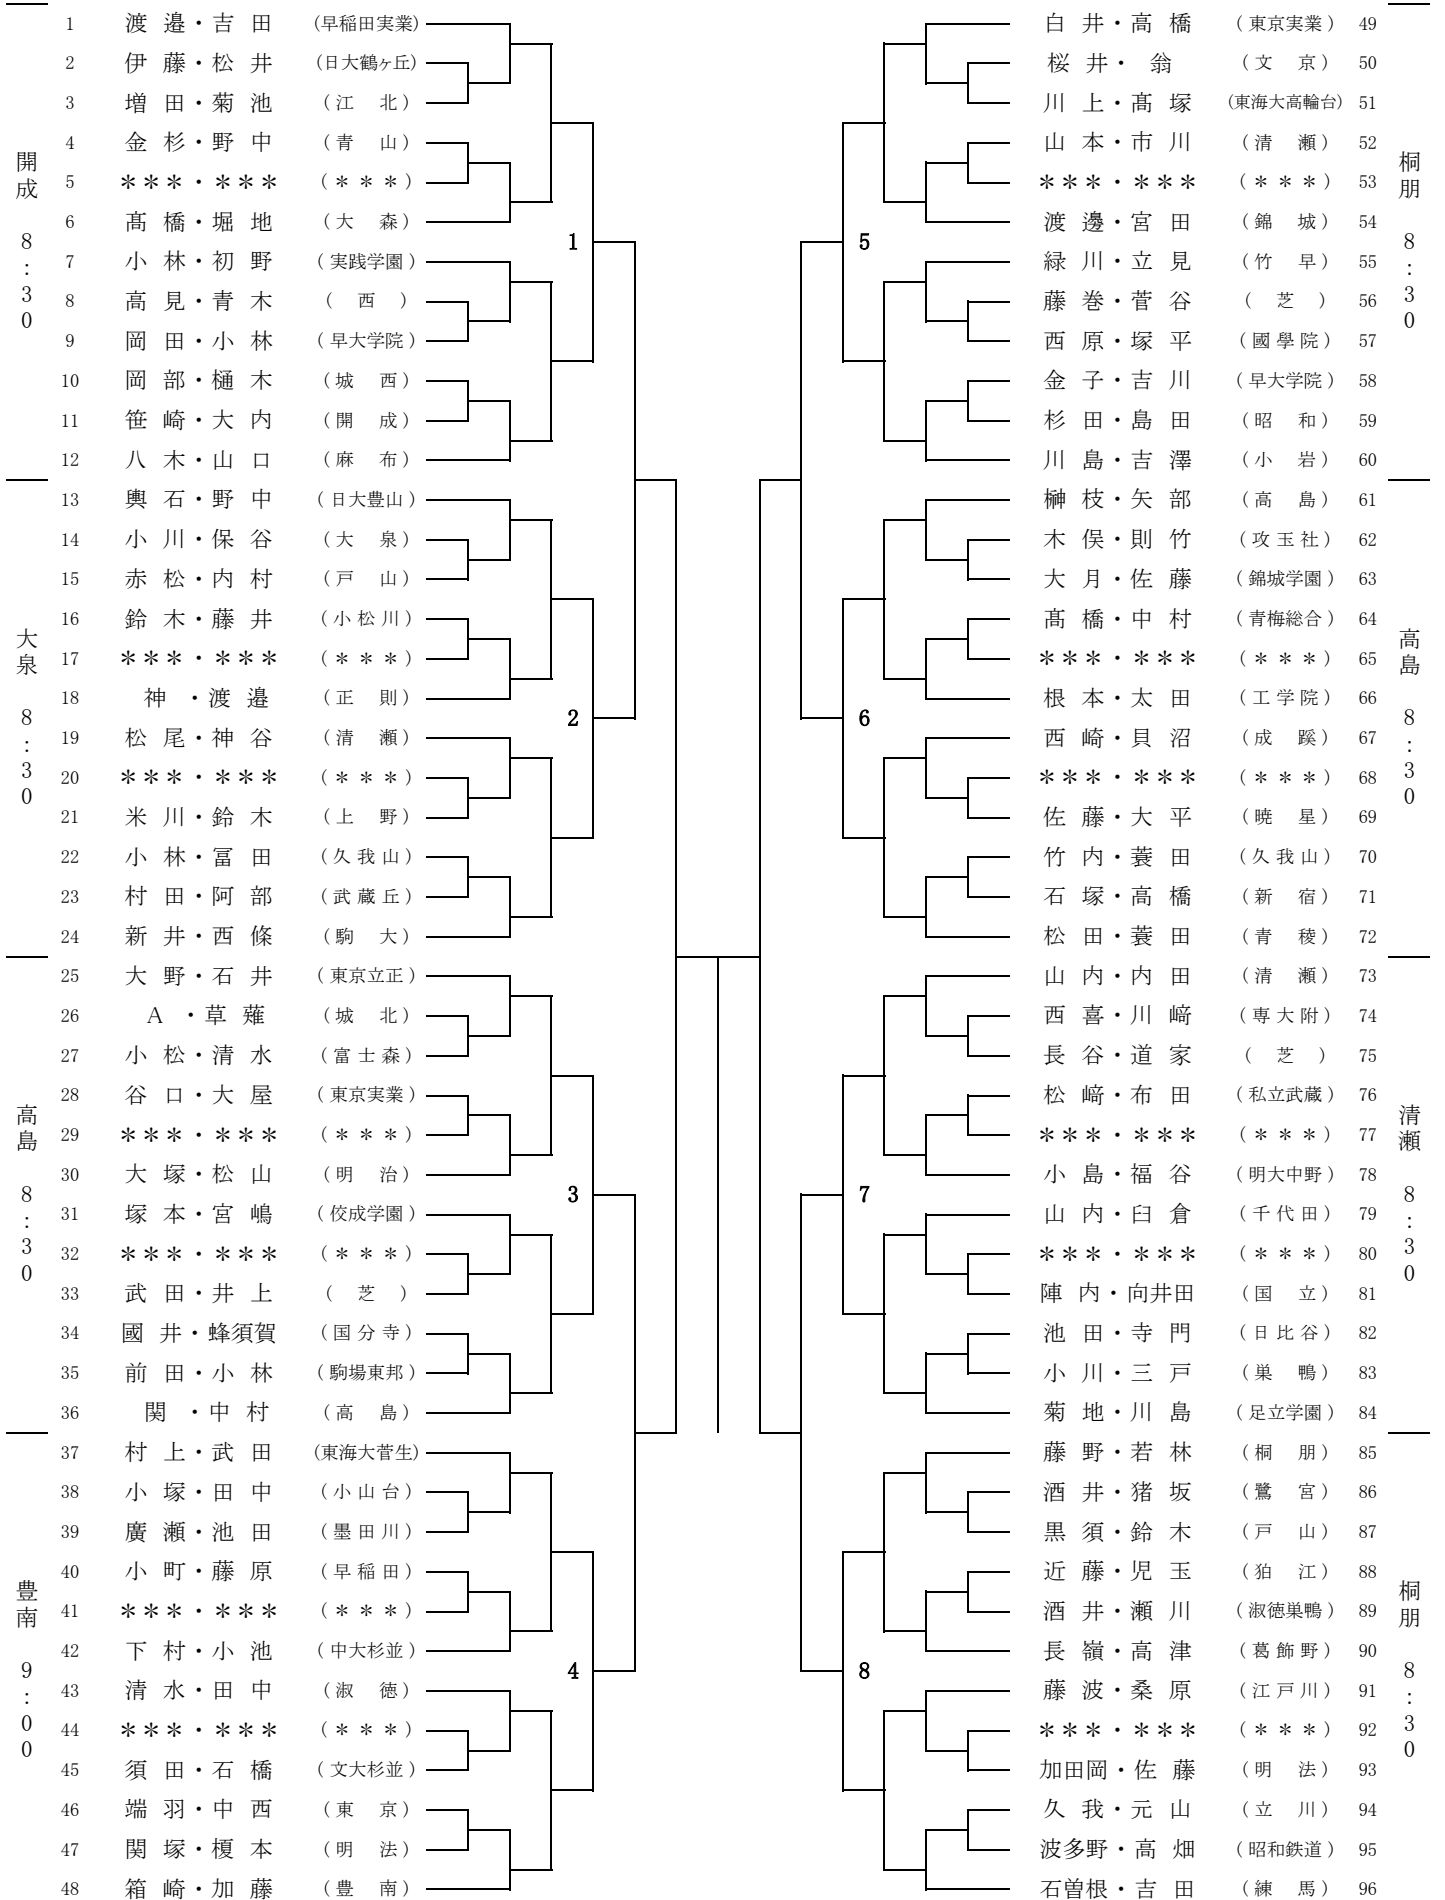 開成 8:30
1 渡邉・吉田 (早稲田実業)
2 伊藤・松井 (日大鶴ヶ丘)
3 増田・菊池 (江北)
4 金杉・野中 (青山)
5 ***・*** (***)
6 髙橋・堀地 (大森)
7 小林・初野 (実践学園)
8 高見・青木 (西)
9 岡田・小林 (早大学院)
10 岡部・樋木 (城西)
11 笹崎・大内 (開成)
12 八木・山口 (麻布)
1
大泉 8:30
13 輿石・野中 (日大豊山)
14 小川・保谷 (大泉)
15 赤松・内村 (戸山)
16 鈴木・藤井 (小松川)
17 ***・*** (***)
18 神・渡邉 (正則)
19 松尾・神谷 (清瀬)
20 ***・*** (***)
21 米川・鈴木 (上野)
22 小林・冨田 (久我山)
23 村田・阿部 (武蔵丘)
24 新井・西條 (駒大)
2
高島 8:30
25 大野・石井 (東京立正)
26 A・草薙 (城北)
27 小松・清水 (富士森)
28 谷口・大屋 (東京実業)
29 ***・*** (***)
30 大塚・松山 (明治)
31 塚本・宮嶋 (佼成学園)
32 ***・*** (***)
33 武田・井上 (芝)
34 國井・蜂須賀 (国分寺)
35 前田・小林 (駒場東邦)
36 関・中村 (高島)
3
豊南 9:00
37 村上・武田 (東海大菅生)
38 小塚・田中 (小山台)
39 廣瀬・池田 (墨田川)
40 小町・藤原 (早稲田)
41 ***・*** (***)
42 下村・小池 (中大杉並)
43 清水・田中 (淑徳)
44 ***・*** (***)
45 須田・石橋 (文大杉並)
46 端羽・中西 (東京)
47 関塚・榎本 (明法)
48 箱崎・加藤 (豊南)
4
白井・高橋 (東京実業) 49
桜井・翁 (文京) 50
川上・髙塚 (東海大高輪台) 51
山本・市川 (清瀬) 52
***・*** (***) 53
渡邊・宮田 (錦城) 54
緑川・立見 (竹早) 55
藤巻・菅谷 (芝) 56
西原・塚平 (國學院) 57
金子・吉川 (早大学院) 58
杉田・島田 (昭和) 59
川島・吉澤 (小岩) 60
5
桐朋 8:30
榊枝・矢部 (高島) 61
木俣・則竹 (攻玉社) 62
大月・佐藤 (錦城学園) 63
髙橋・中村 (青梅総合) 64
***・*** (***) 65
根本・太田 (工学院) 66
西崎・貝沼 (成蹊) 67
***・*** (***) 68
佐藤・大平 (暁星) 69
竹内・蓑田 (久我山) 70
石塚・高橋 (新宿) 71
松田・蓑田 (青稜) 72
6
高島 8:30
山内・内田 (清瀬) 73
西喜・川﨑 (専大附) 74
長谷・道家 (芝) 75
松﨑・布田 (私立武蔵) 76
***・*** (***) 77
小島・福谷 (明大中野) 78
山内・臼倉 (千代田) 79
***・*** (***) 80
陣内・向井田 (国立) 81
池田・寺門 (日比谷) 82
小川・三戸 (巣鴨) 83
菊地・川島 (足立学園) 84
7
清瀬 8:30
藤野・若林 (桐朋) 85
酒井・猪坂 (鷺宮) 86
黒須・鈴木 (戸山) 87
近藤・児玉 (狛江) 88
酒井・瀬川 (淑徳巣鴨) 89
長嶺・高津 (葛飾野) 90
藤波・桑原 (江戸川) 91
***・*** (***) 92
加田岡・佐藤 (明法) 93
久我・元山 (立川) 94
波多野・高畑 (昭和鉄道) 95
石曽根・吉田 (練馬) 96
8
桐朋 8:30